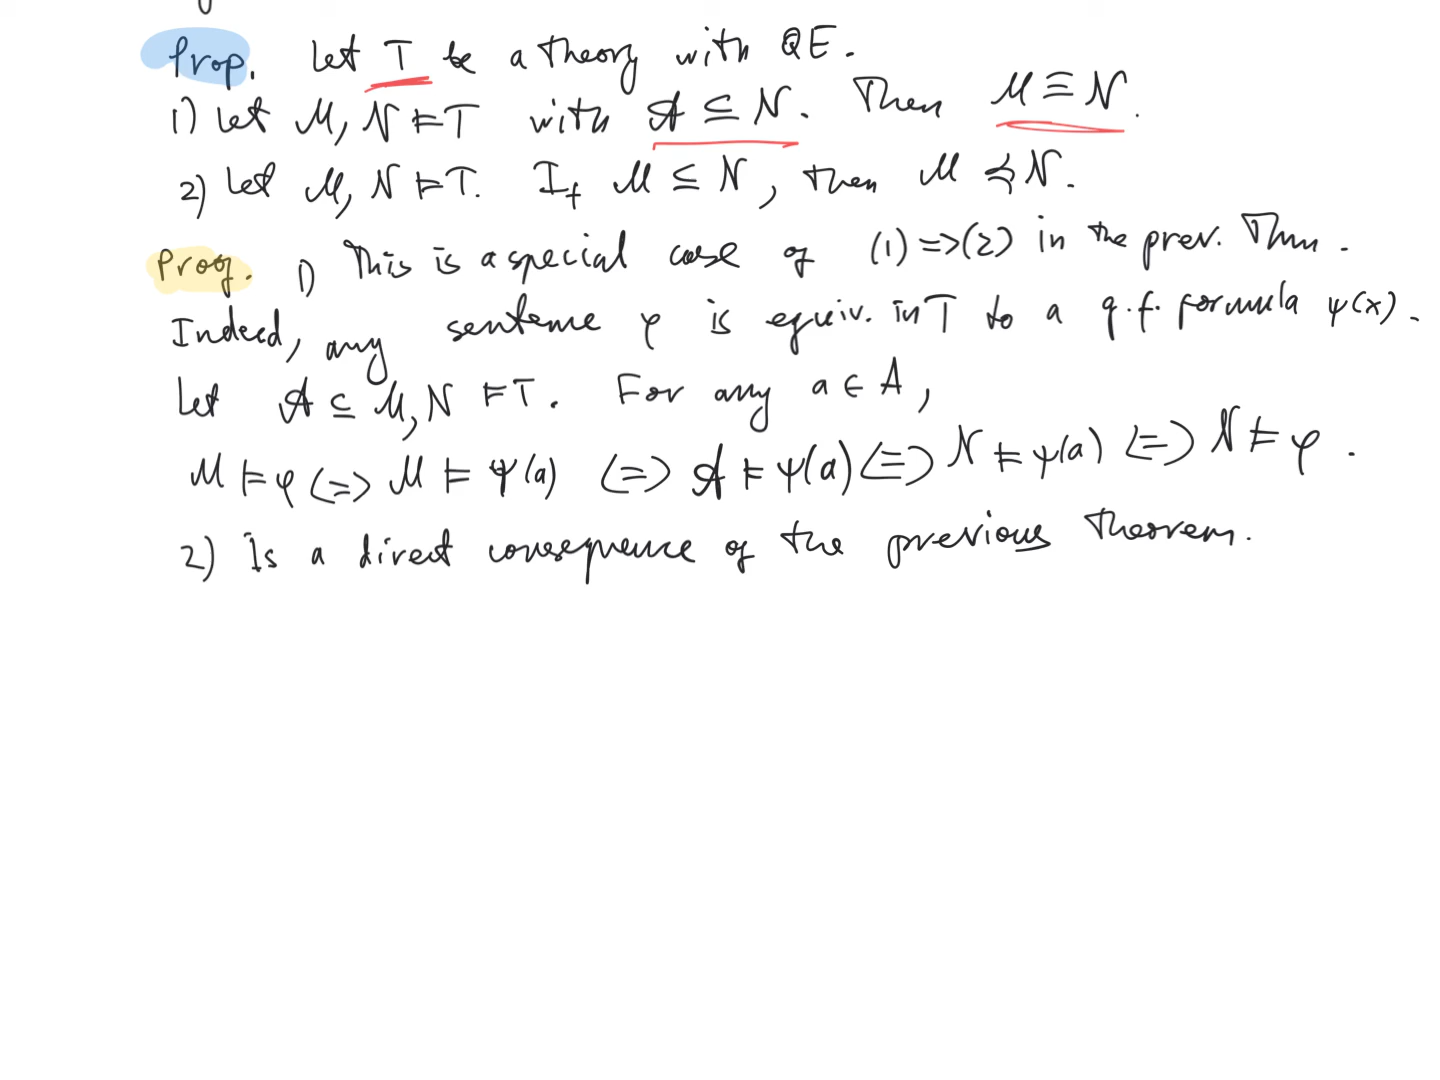 Prop. Let T be a theory with QE.
1) Let M, N ⊨ T with A ⊆ N. Then M ≡ N.
2) Let M, N ⊨ T. If M ⊆ N, then M ≼ N.
Proof. 1) This is a special case of (1) => (2) in the prev. Thm.
Indeed, any sentence φ is equiv. in T to a q.f. formula ψ(x).
Let A ⊆ M, N ⊨ T. For any a ∈ A,
M ⊨ φ (=> M ⊨ ψ(a) (=> A ⊨ ψ(a) (=> N ⊨ ψ(a) (=> N ⊨ φ.
2) Is a direct consequence of the previous theorem.